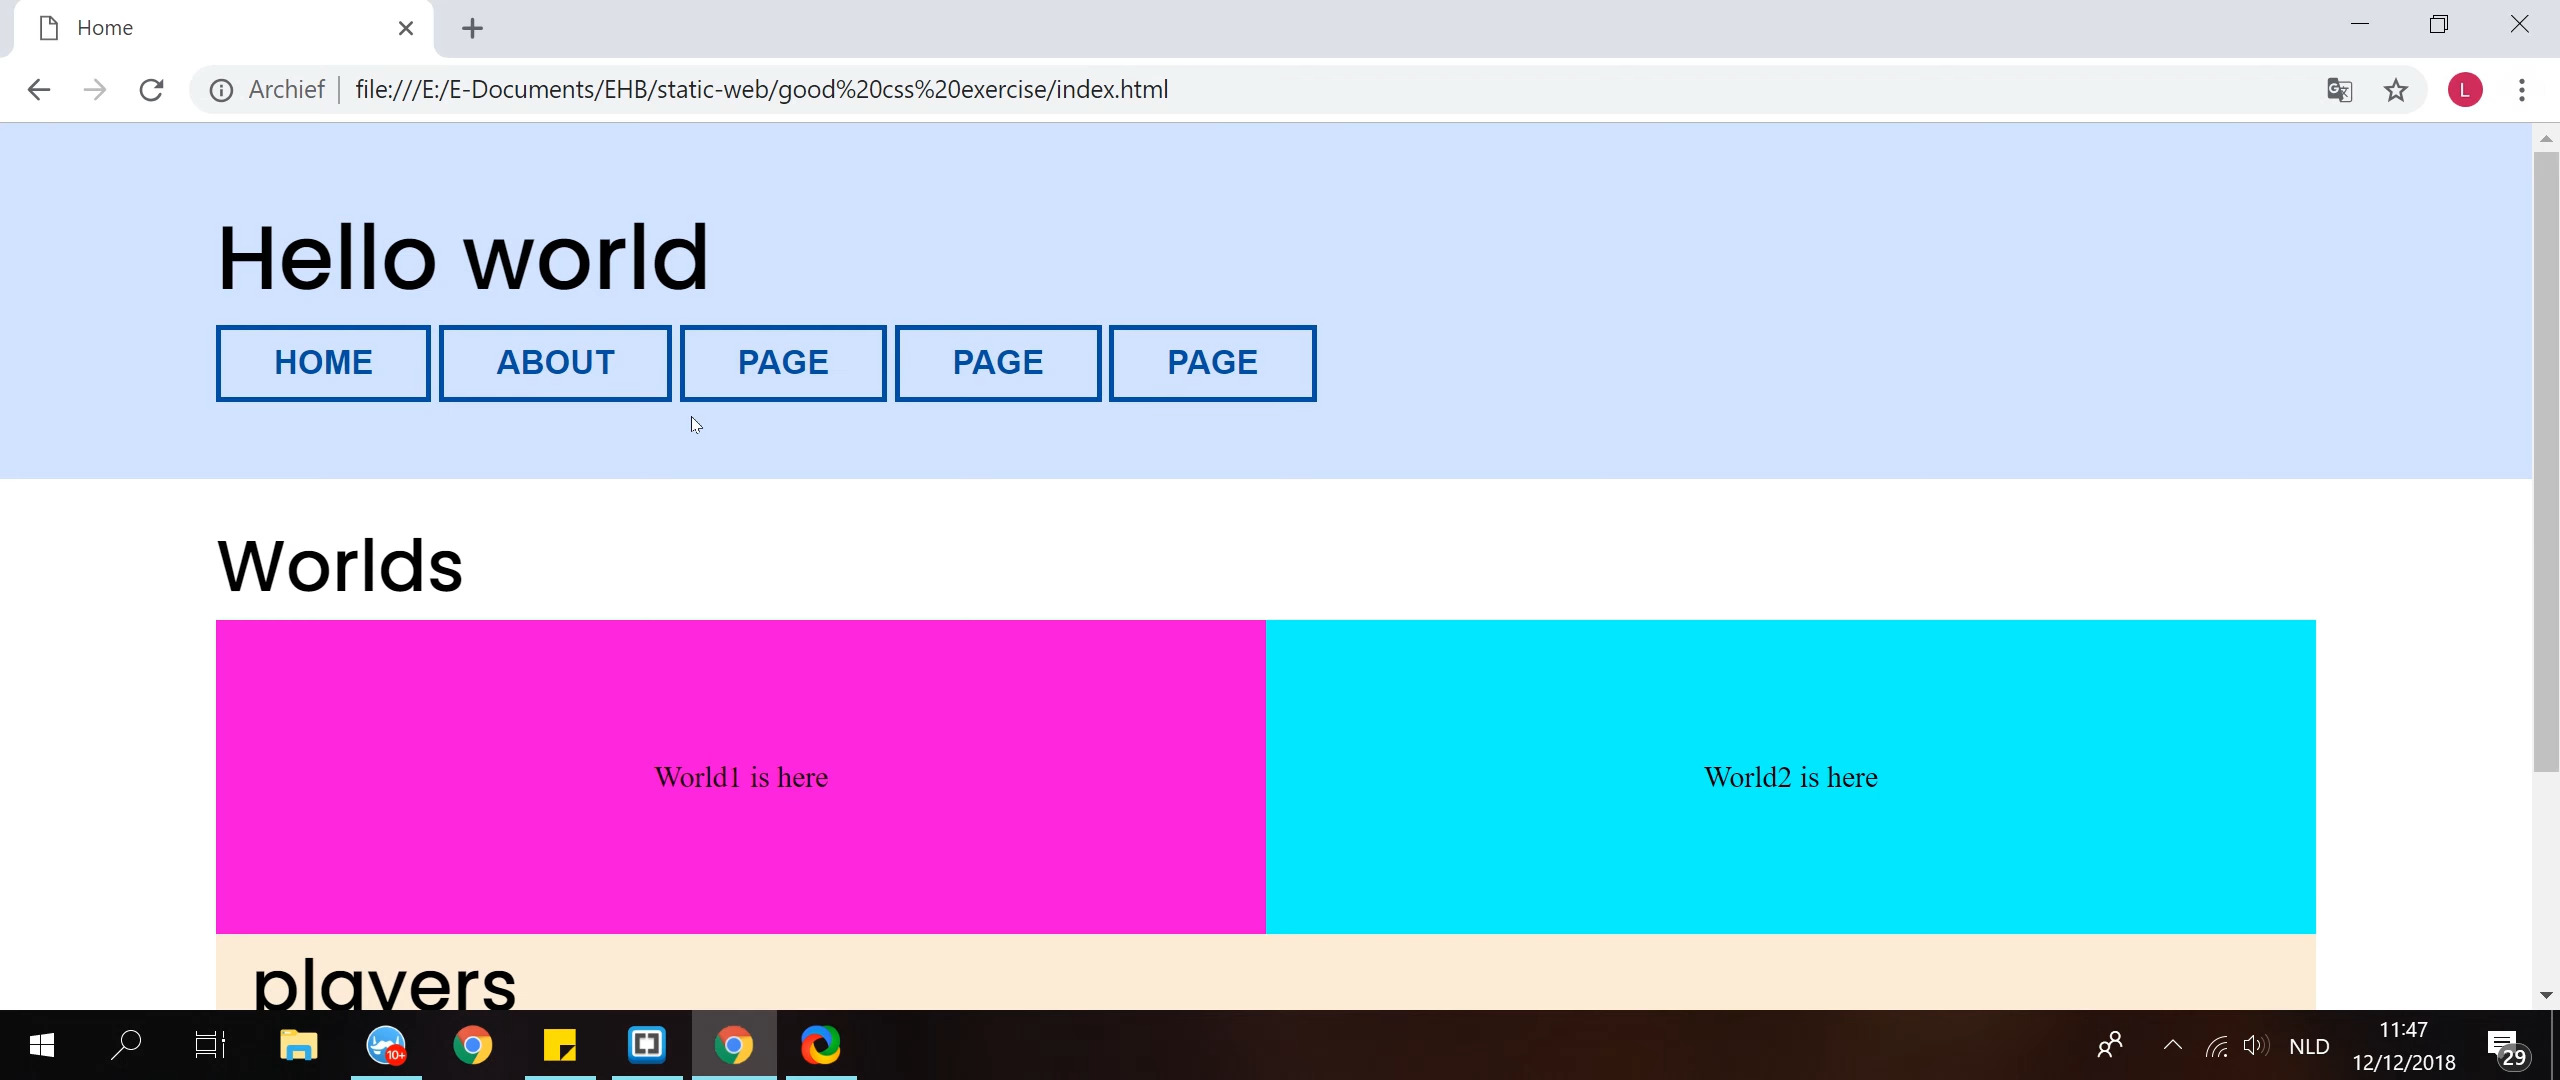 Home
Archief file:///E:/E-Documents/EHB/static-web/good%20css%20exercise/index.html
L
Hello world
HOME ABOUT PAGE PAGE PAGE
Worlds
World1 is here World2 is here
players
10+
NLD
11:47
12/12/2018
29